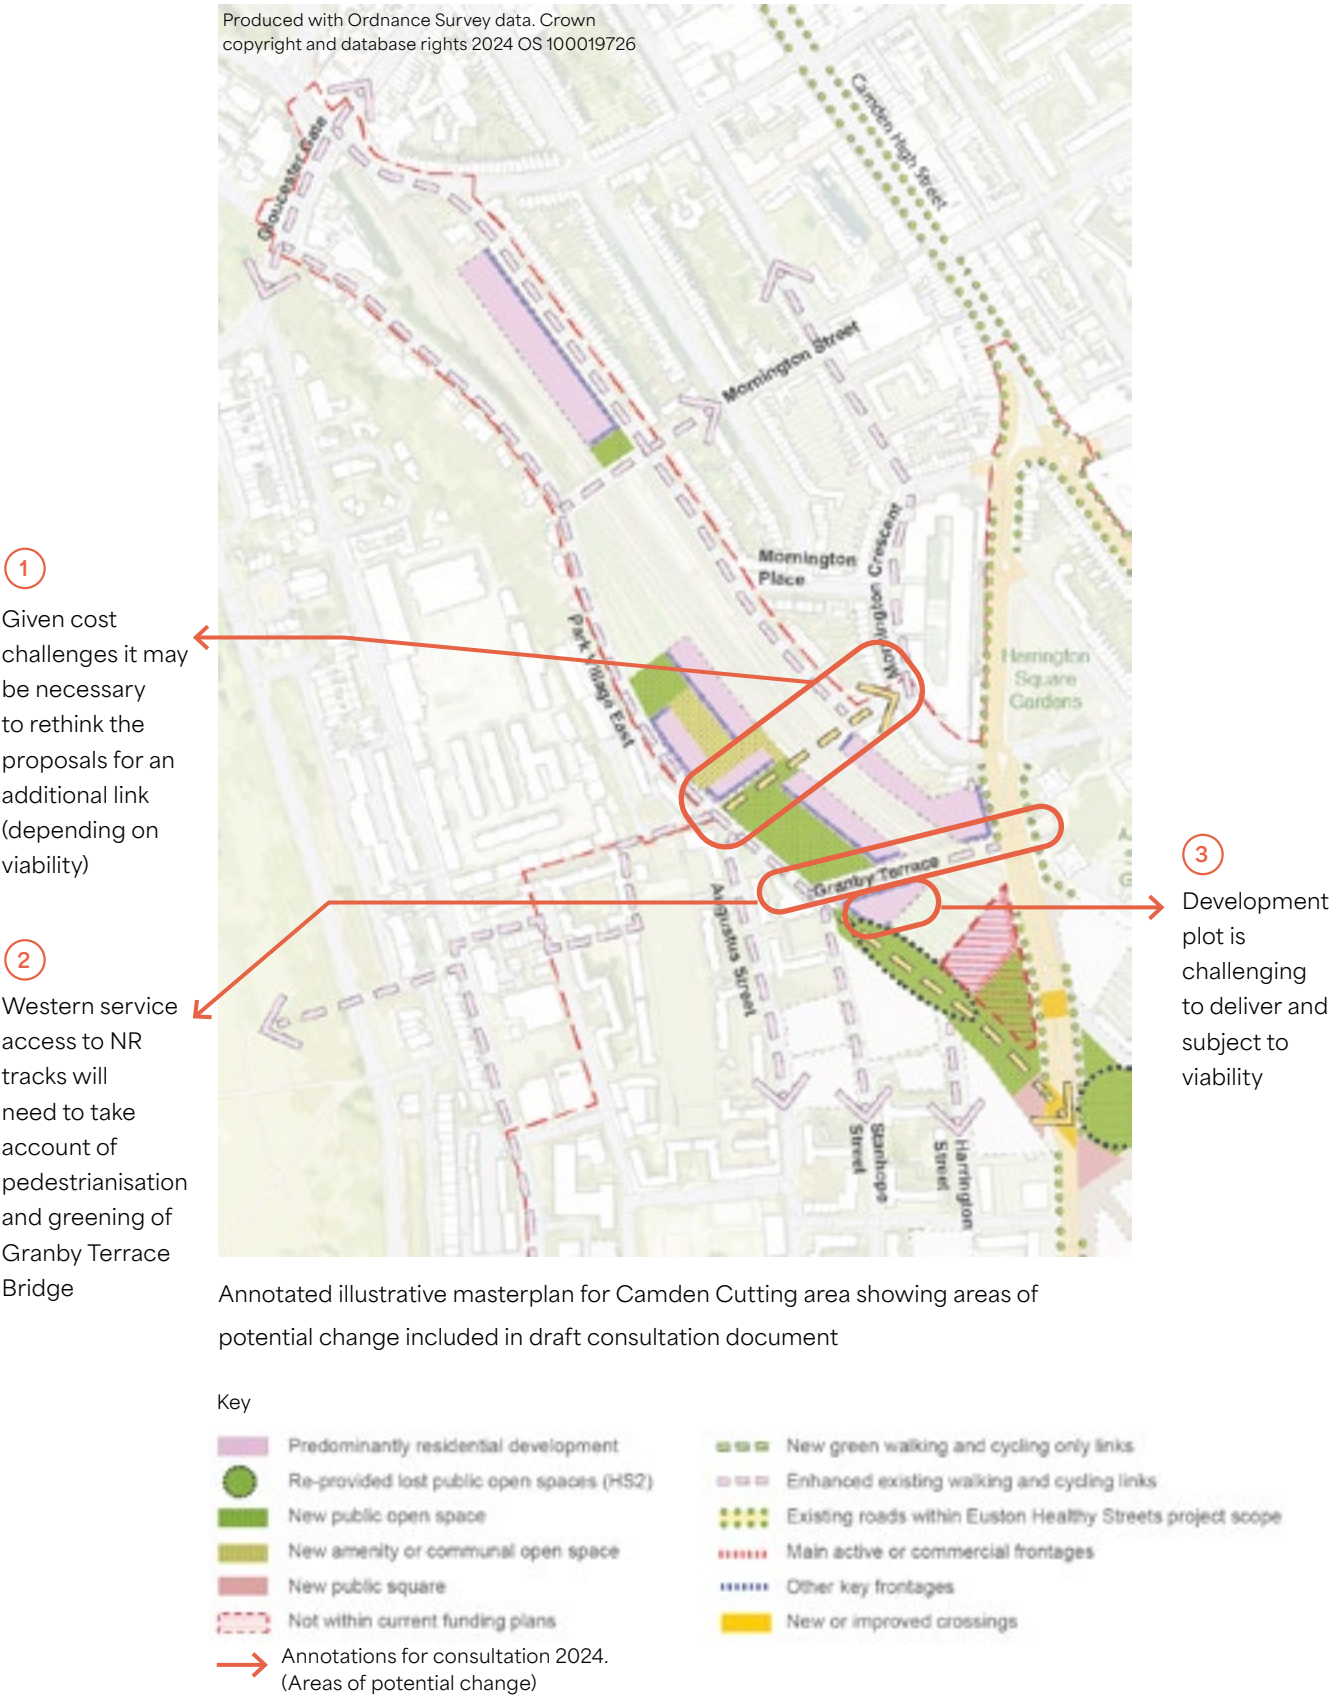 Produced with Ordnance Survey data. Crown
copyright and database rights 2024 OS 100019726
Camden High Street
Gloucester Gate
Mornington Street
Mornington
Place
Mornington Crescent
Harrington
Square
Gardens
Park Village East
Granby Terrace
Augustus Street
Stanhope
Street
Harrington
Street
1
Given cost
challenges it may
be necessary
to rethink the
proposals for an
additional link
(depending on
viability)
2
Western service
access to NR
tracks will
need to take
account of
pedestrianisation
and greening of
Granby Terrace
Bridge
3
Development
plot is
challenging
to deliver and
subject to
viability
Annotated illustrative masterplan for Camden Cutting area showing areas of
potential change included in draft consultation document
Key
Predominantly residential development
Re-provided lost public open spaces (HS2)
New public open space
New amenity or communal open space
New public square
Not within current funding plans
Annotations for consultation 2024.
(Areas of potential change)
New green walking and cycling only links
Enhanced existing walking and cycling links
Existing roads within Euston Healthy Streets project scope
Main active or commercial frontages
Other key frontages
New or improved crossings